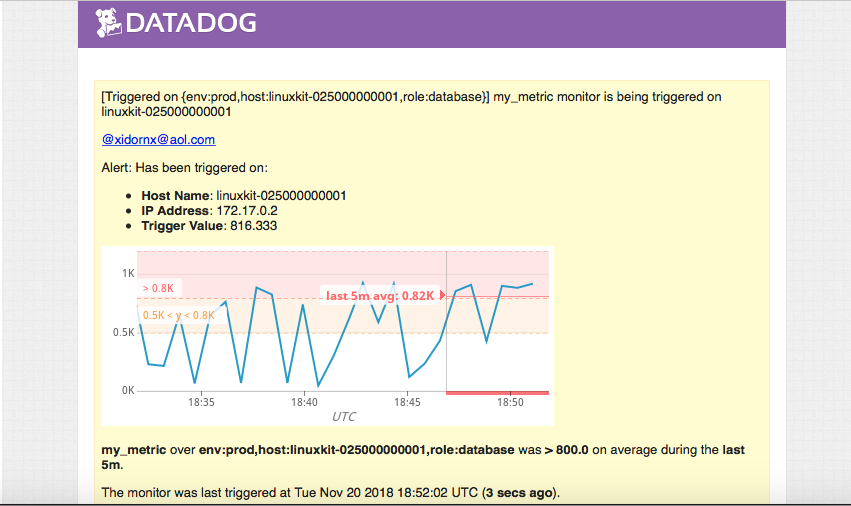 DATADOG
[Triggered on {env:prod,host:linuxkit-025000000001,role:database}] my_metric monitor is being triggered on
linuxkit-025000000001
@xidornx@aol.com
Alert: Has been triggered on:
• Host Name: linuxkit-025000000001
• IP Address: 172.17.0.2
• Trigger Value: 816.333
1K
> 0.8K
last 5m avg: 0.82K
0.5K < y < 0.8K
0.5K
0K
18:35 18:40 18:45 18:50
UTC
my_metric over env:prod,host:linuxkit-025000000001,role:database was > 800.0 on average during the last
5m.
The monitor was last triggered at Tue Nov 20 2018 18:52:02 UTC (3 secs ago).